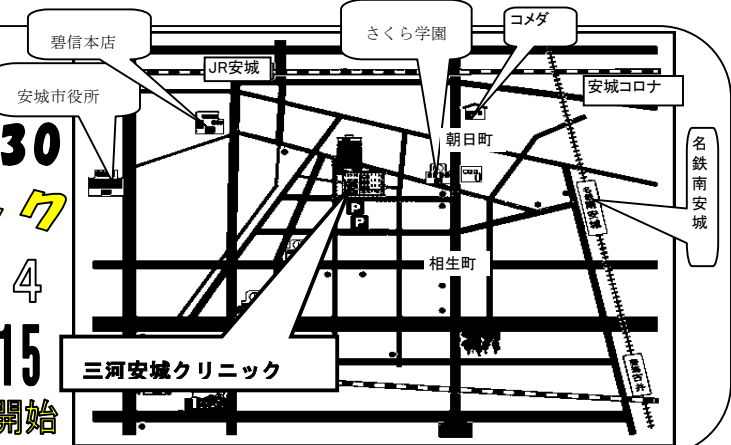 碧信本店
さくら学園
コメダ
JR安城
安城市役所
安城コロナ
30
朝日町
名鉄南安城
ク
P
P
4
相生町
15
三河安城クリニック
開始